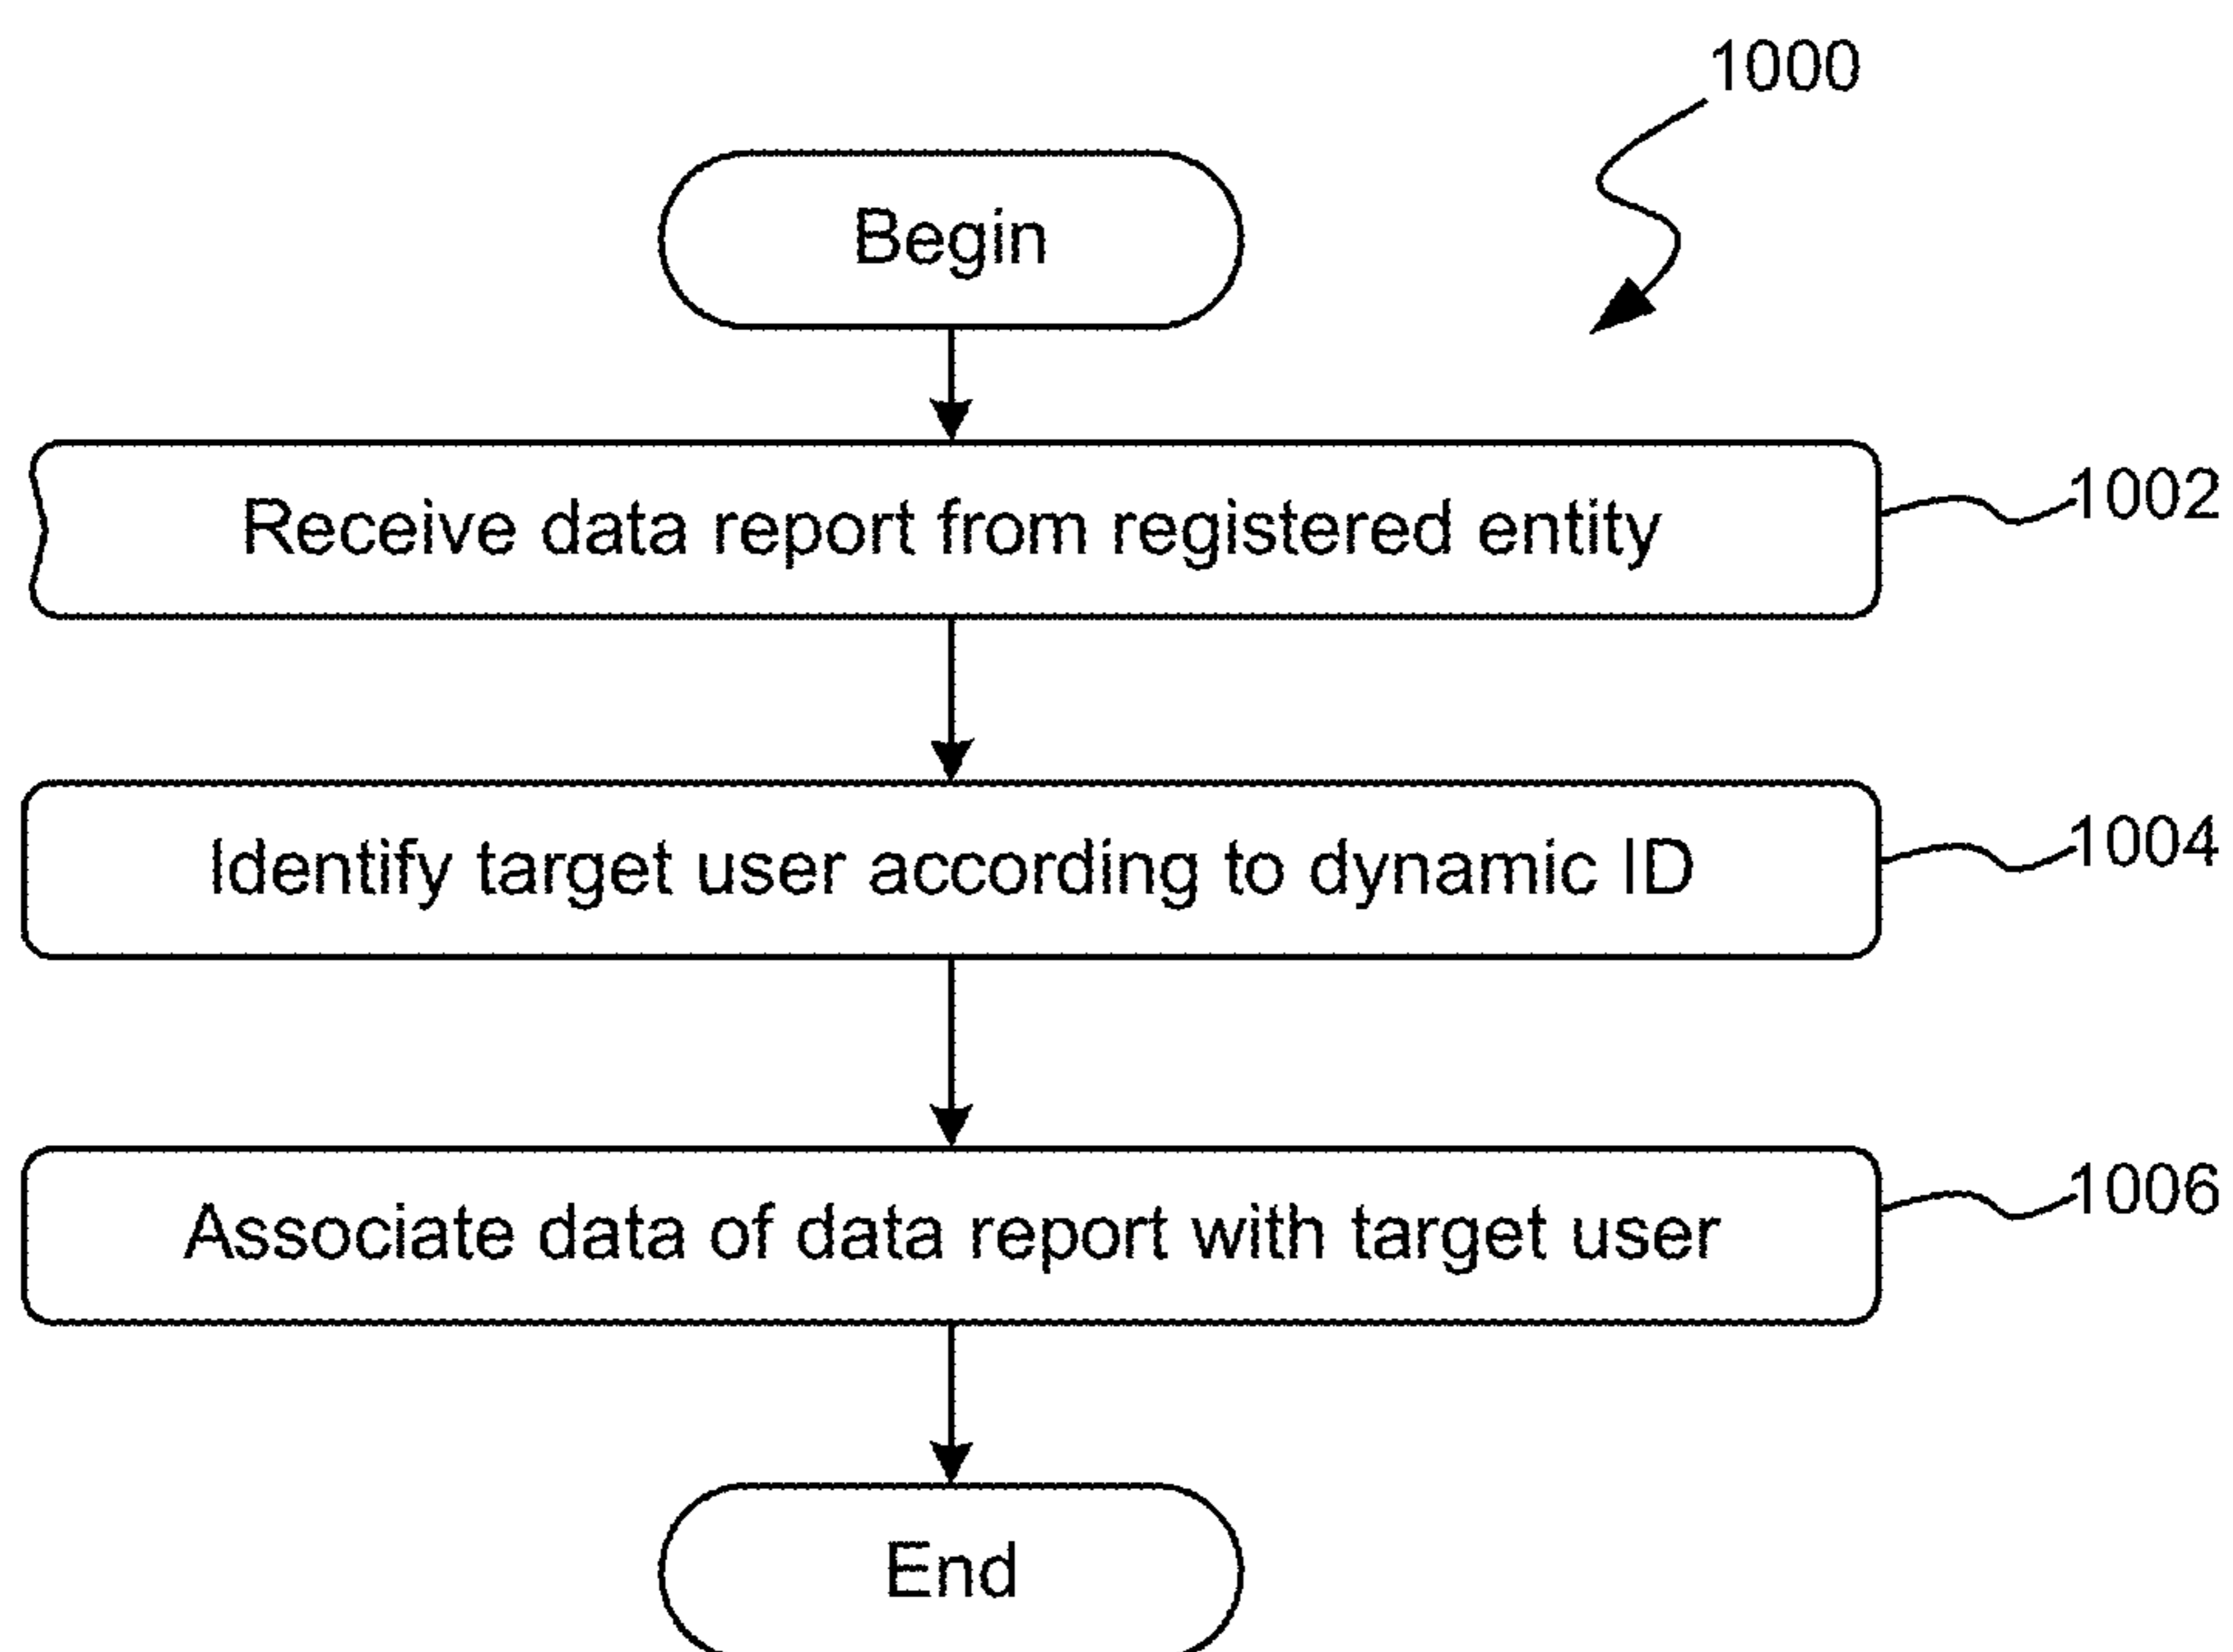 1000
Begin
Receive data report from registered entity
1002
Identify target user according to dynamic ID
1004
Associate data of data report with target user
1006
End